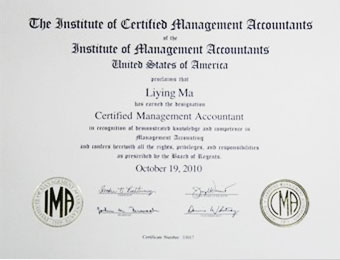 The Institute of Certified Management Accountants
of the
Institute of Management Accountants
United States of America
proclaims that
Liying Ma
has earned the designation
Certified Management Accountant
in recognition of demonstrated knowledge and competence in
Management Accounting
and confers herewith all the rights, privileges, and responsibilities
as prescribed by the Board of Regents.
October 19, 2010
IMA
CMA
Certificate Number